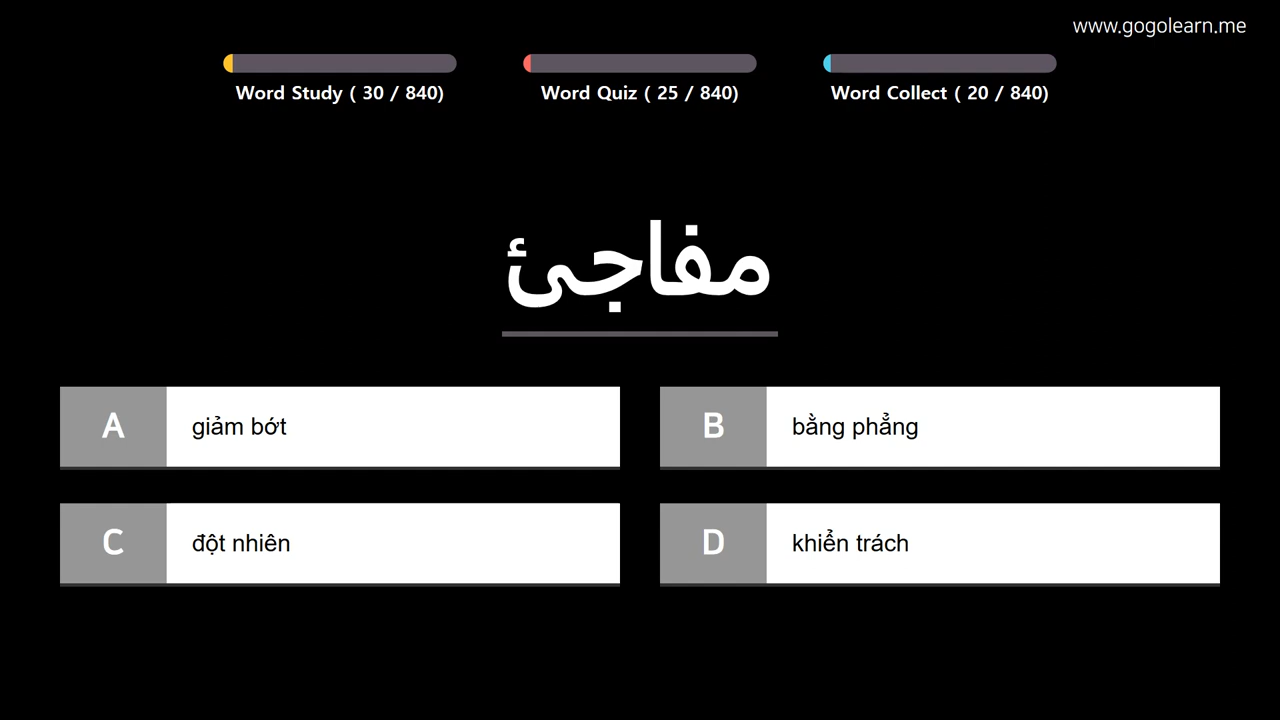 www.gogolearn.me
Word Study ( 30 / 840)
Word Quiz ( 25 / 840)
Word Collect ( 20 / 840)
مفاجئ
A giảm bớt
B bằng phẳng
C đột nhiên
D khiển trách